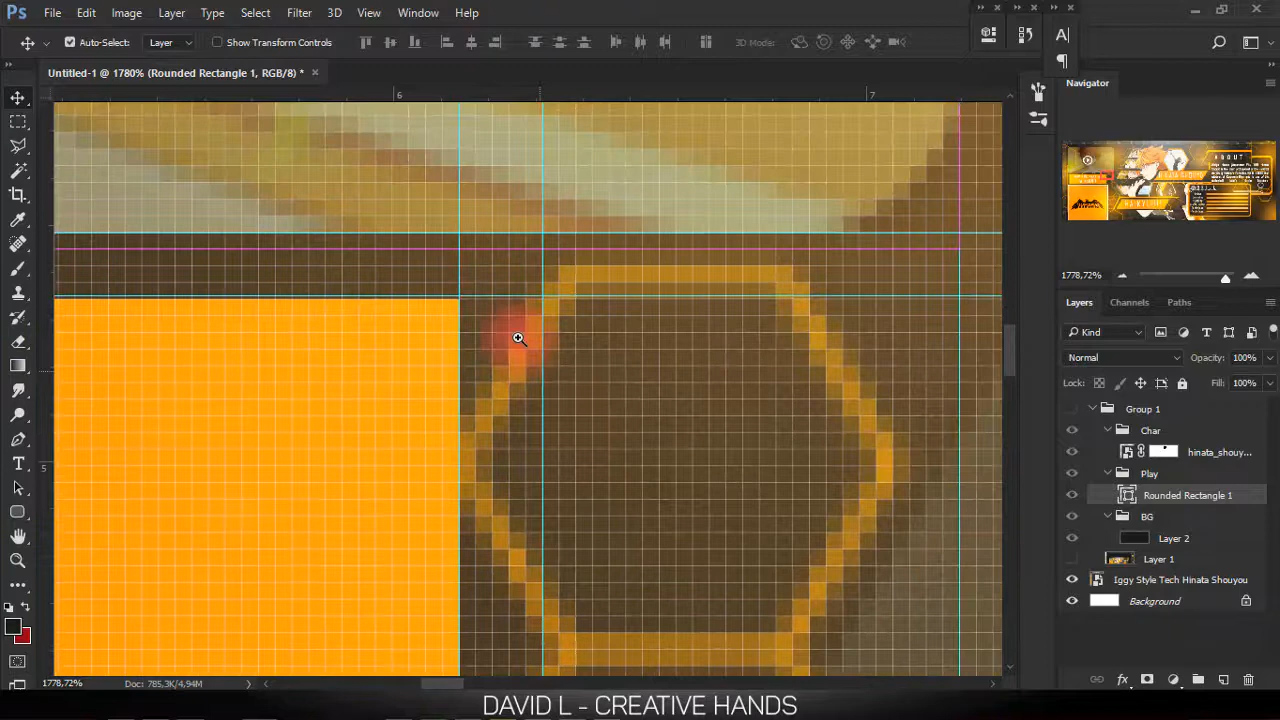 Ps File Edit Image Layer Type Select Filter 3D View Window Help
Auto-Select: Layer Show Transform Controls 3D Mode:
Untitled-1 @ 1780% (Rounded Rectangle 1, RGB/8) * ×
6 7
5
Navigator
ABOUT
1778,72%
Layers Channels Paths
Kind
Normal Opacity: 100%
Lock: Fill: 100%
Group 1
Char
hinata_shouy...
Play
Rounded Rectangle 1
BG
Layer 2
Layer 1
Iggy Style Tech Hinata Shouyou
Background
1778,72% Doc: 785,3K/4,94M
fx
DAVID L - CREATIVE HANDS